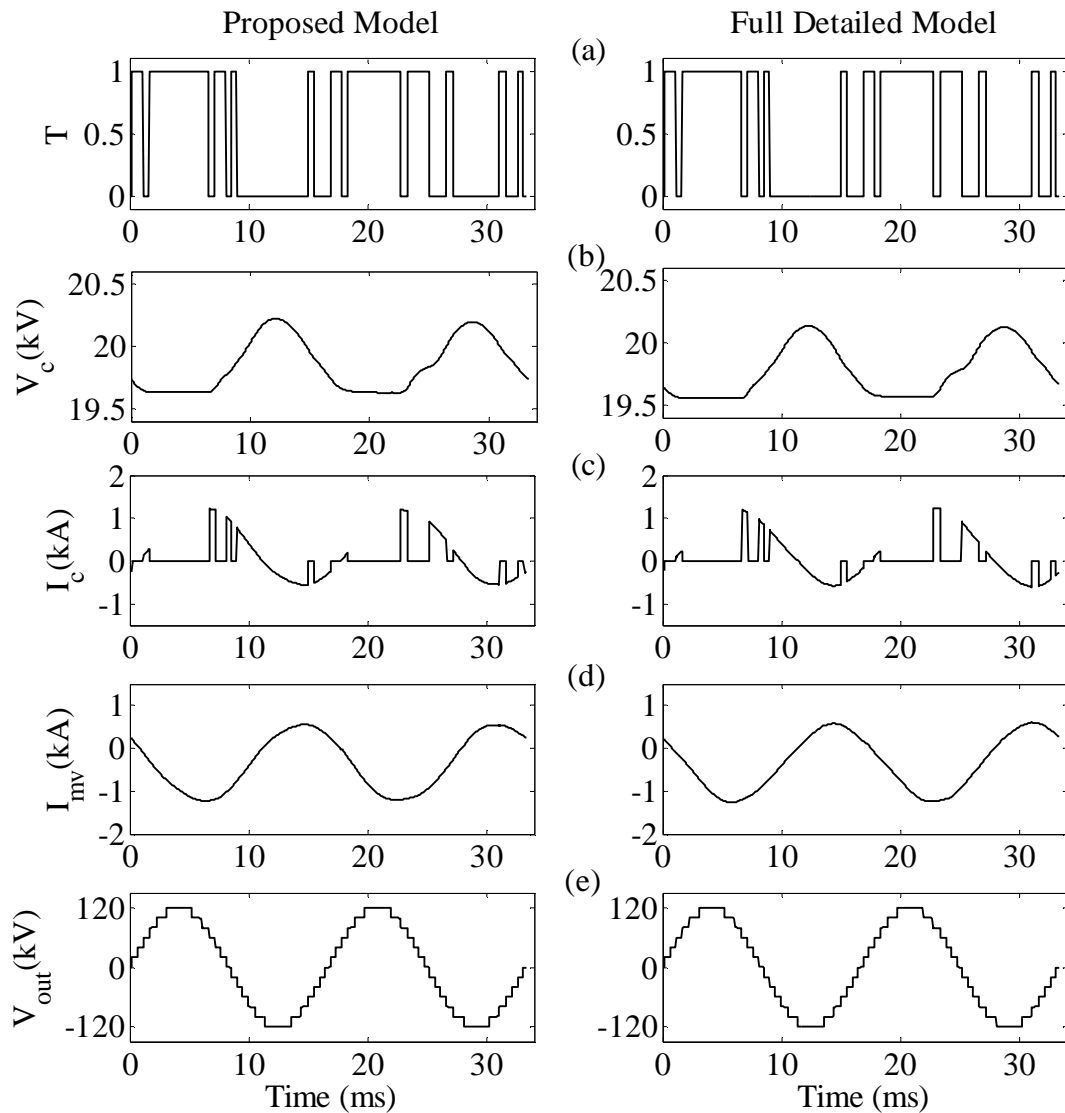 Proposed Model
Full Detailed Model
(a)
T
1
0.5
0
0 10 20 30
1
0.5
0
0 10 20 30
(b)
V_c(kV)
20.5
20
19.5
0 10 20 30
20.5
20
19.5
0 10 20 30
(c)
I_c(kA)
2
1
0
-1
0 10 20 30
2
1
0
-1
0 10 20 30
(d)
I_mv(kA)
1
0
-1
-2
0 10 20 30
1
0
-1
-2
0 10 20 30
(e)
V_out(kV)
120
0
-120
0 10 20 30
Time (ms)
120
0
-120
0 10 20 30
Time (ms)